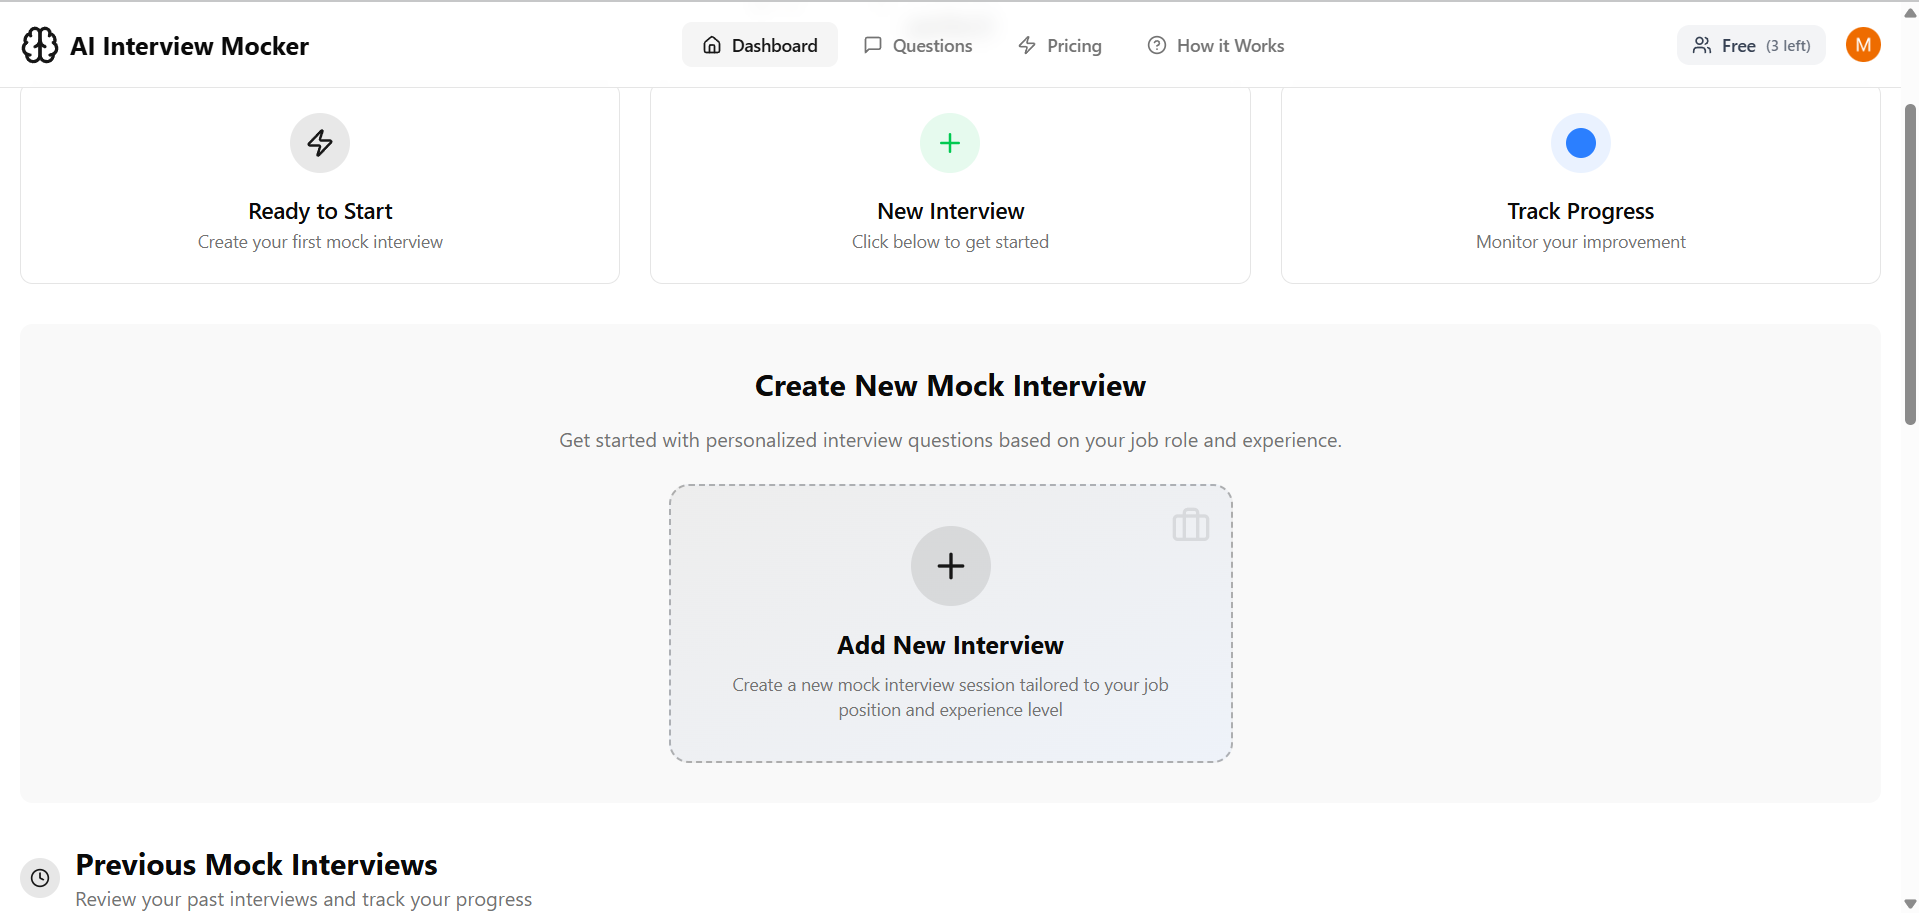 AI Interview Mocker
Dashboard
Questions
Pricing
How it Works
Free (3 left)
M
Ready to Start
Create your first mock interview
New Interview
Click below to get started
Track Progress
Monitor your improvement
Create New Mock Interview
Get started with personalized interview questions based on your job role and experience.
Add New Interview
Create a new mock interview session tailored to your job
position and experience level
Previous Mock Interviews
Review your past interviews and track your progress